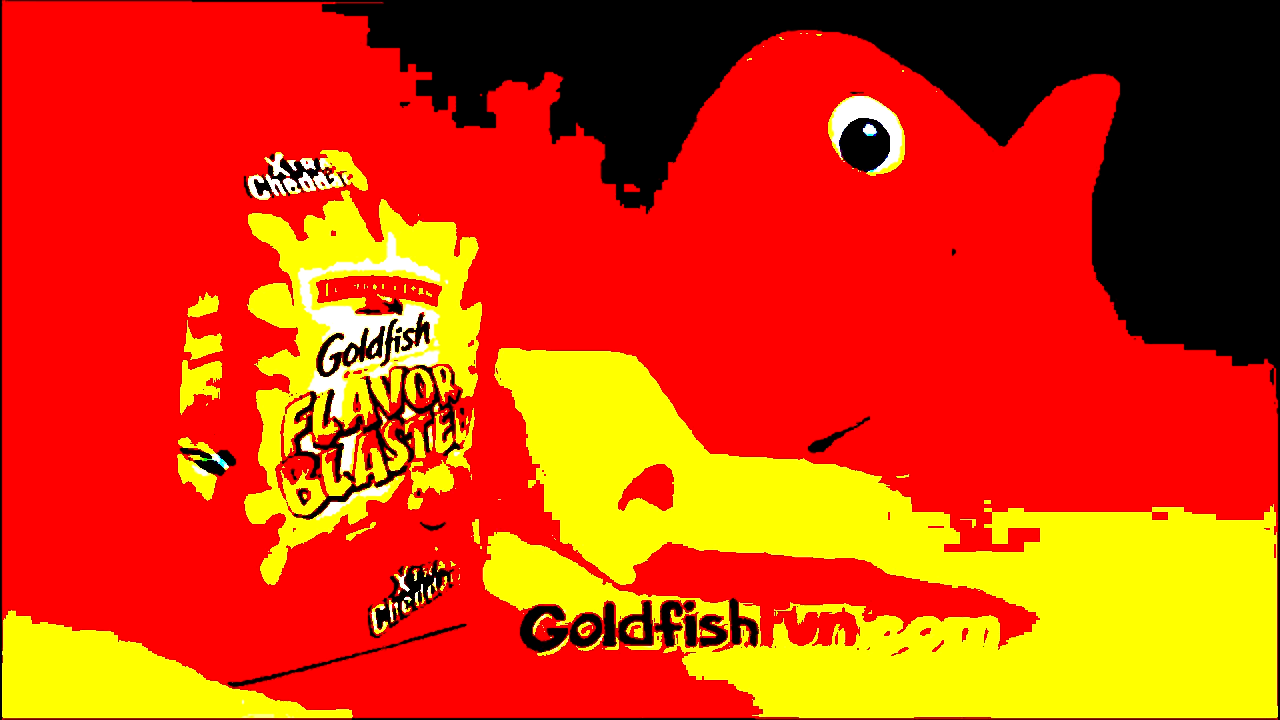 Xtra
Cheddar
Goldfish
FLAVOR
BLASTED
Xtra
Cheddar
Goldfishfun.com